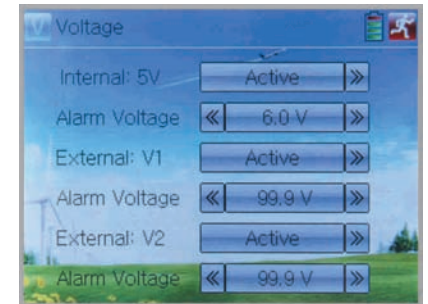 V Voltage
Internal: 5V Active »
Alarm Voltage « 6.0 V »
External: V1 Active »
Alarm Voltage « 99.9 V »
External: V2 Active »
Alarm Voltage « 99.9 V »